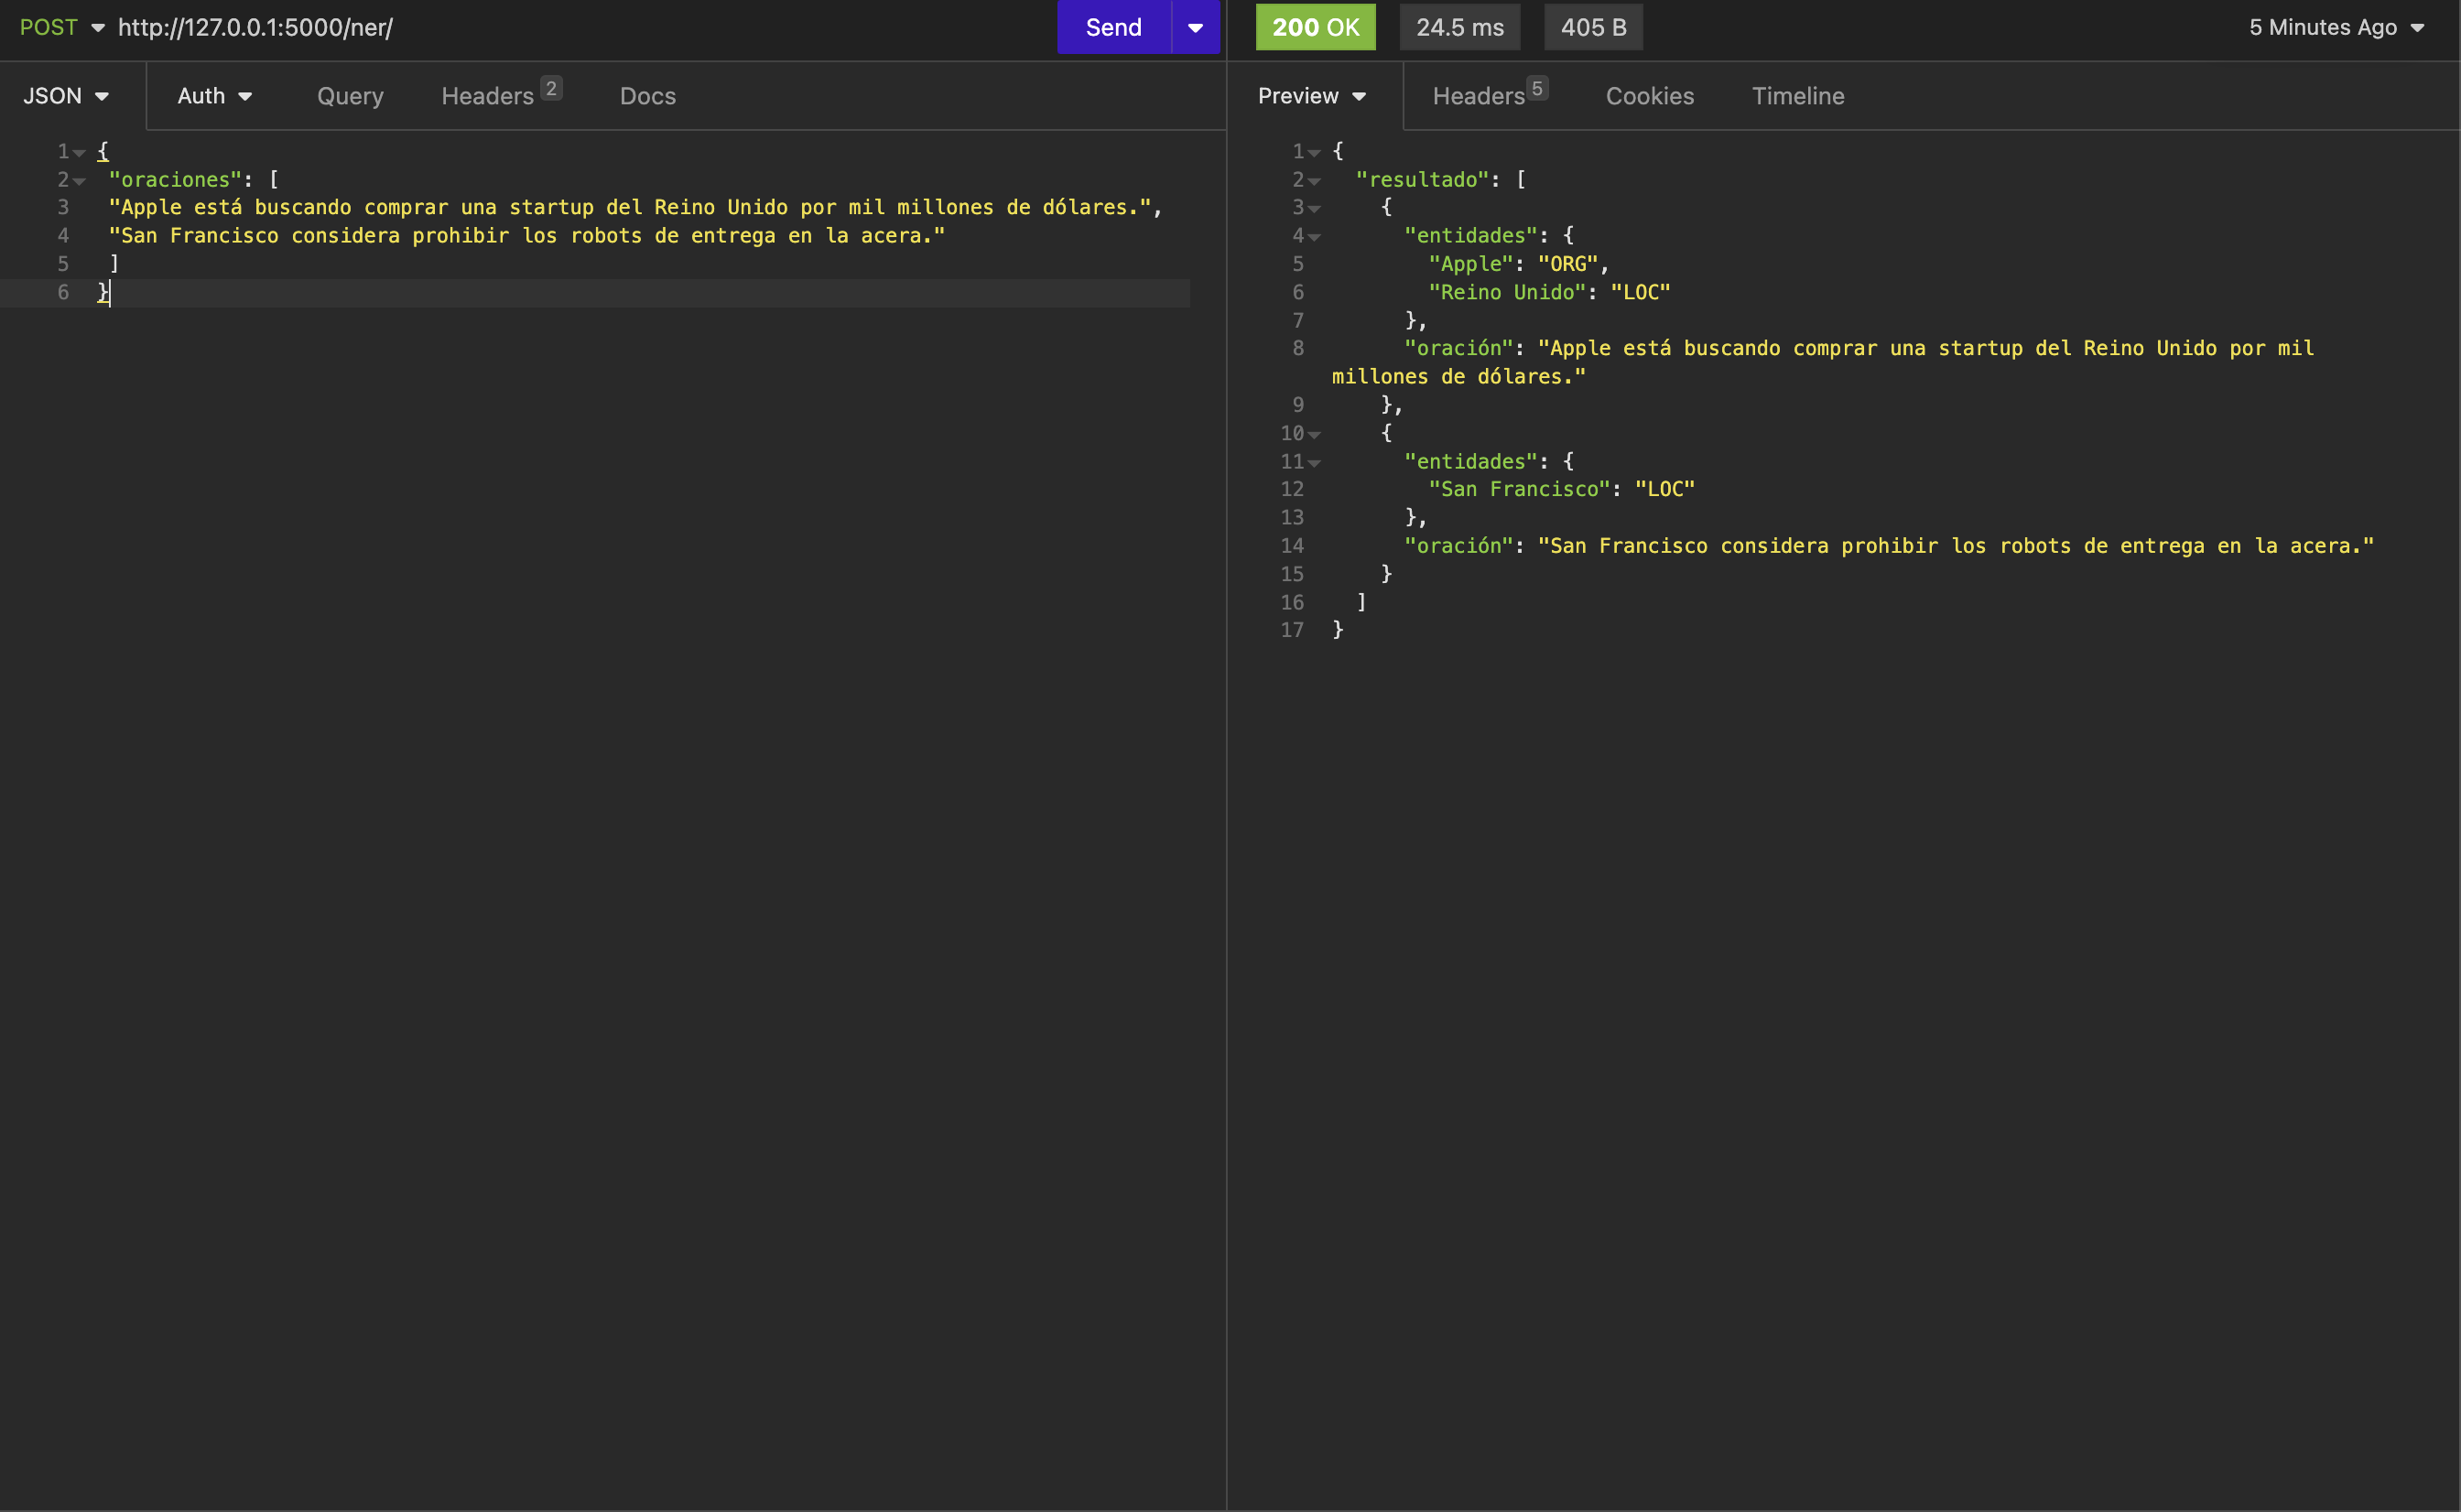 POST http://127.0.0.1:5000/ner/ Send 200 OK 24.5 ms 405 B 5 Minutes Ago
JSON Auth Query Headers 2 Docs Preview Headers 5 Cookies Timeline
1 {
2 "oraciones": [
3 "Apple está buscando comprar una startup del Reino Unido por mil millones de dólares.",
4 "San Francisco considera prohibir los robots de entrega en la acera."
5 ]
6 }
1 {
2 "resultado": [
3 {
4 "entidades": {
5 "Apple": "ORG",
6 "Reino Unido": "LOC"
7 },
8 "oración": "Apple está buscando comprar una startup del Reino Unido por mil
millones de dólares."
9 },
10 {
11 "entidades": {
12 "San Francisco": "LOC"
13 },
14 "oración": "San Francisco considera prohibir los robots de entrega en la acera."
15 }
16 ]
17 }